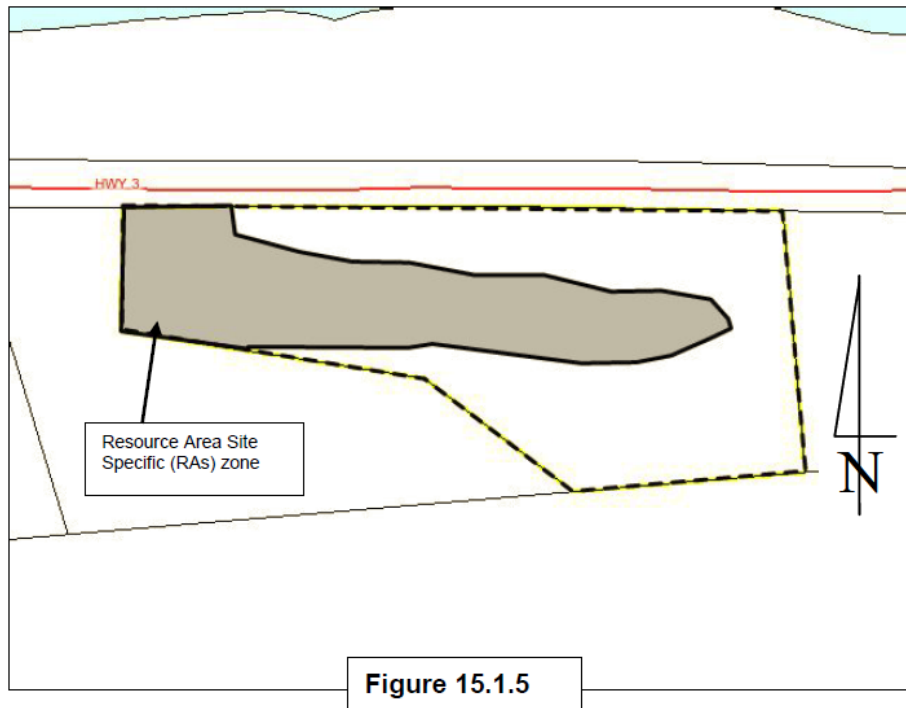 HWY 3
Resource Area Site
Specific (RAs) zone
N
Figure 15.1.5